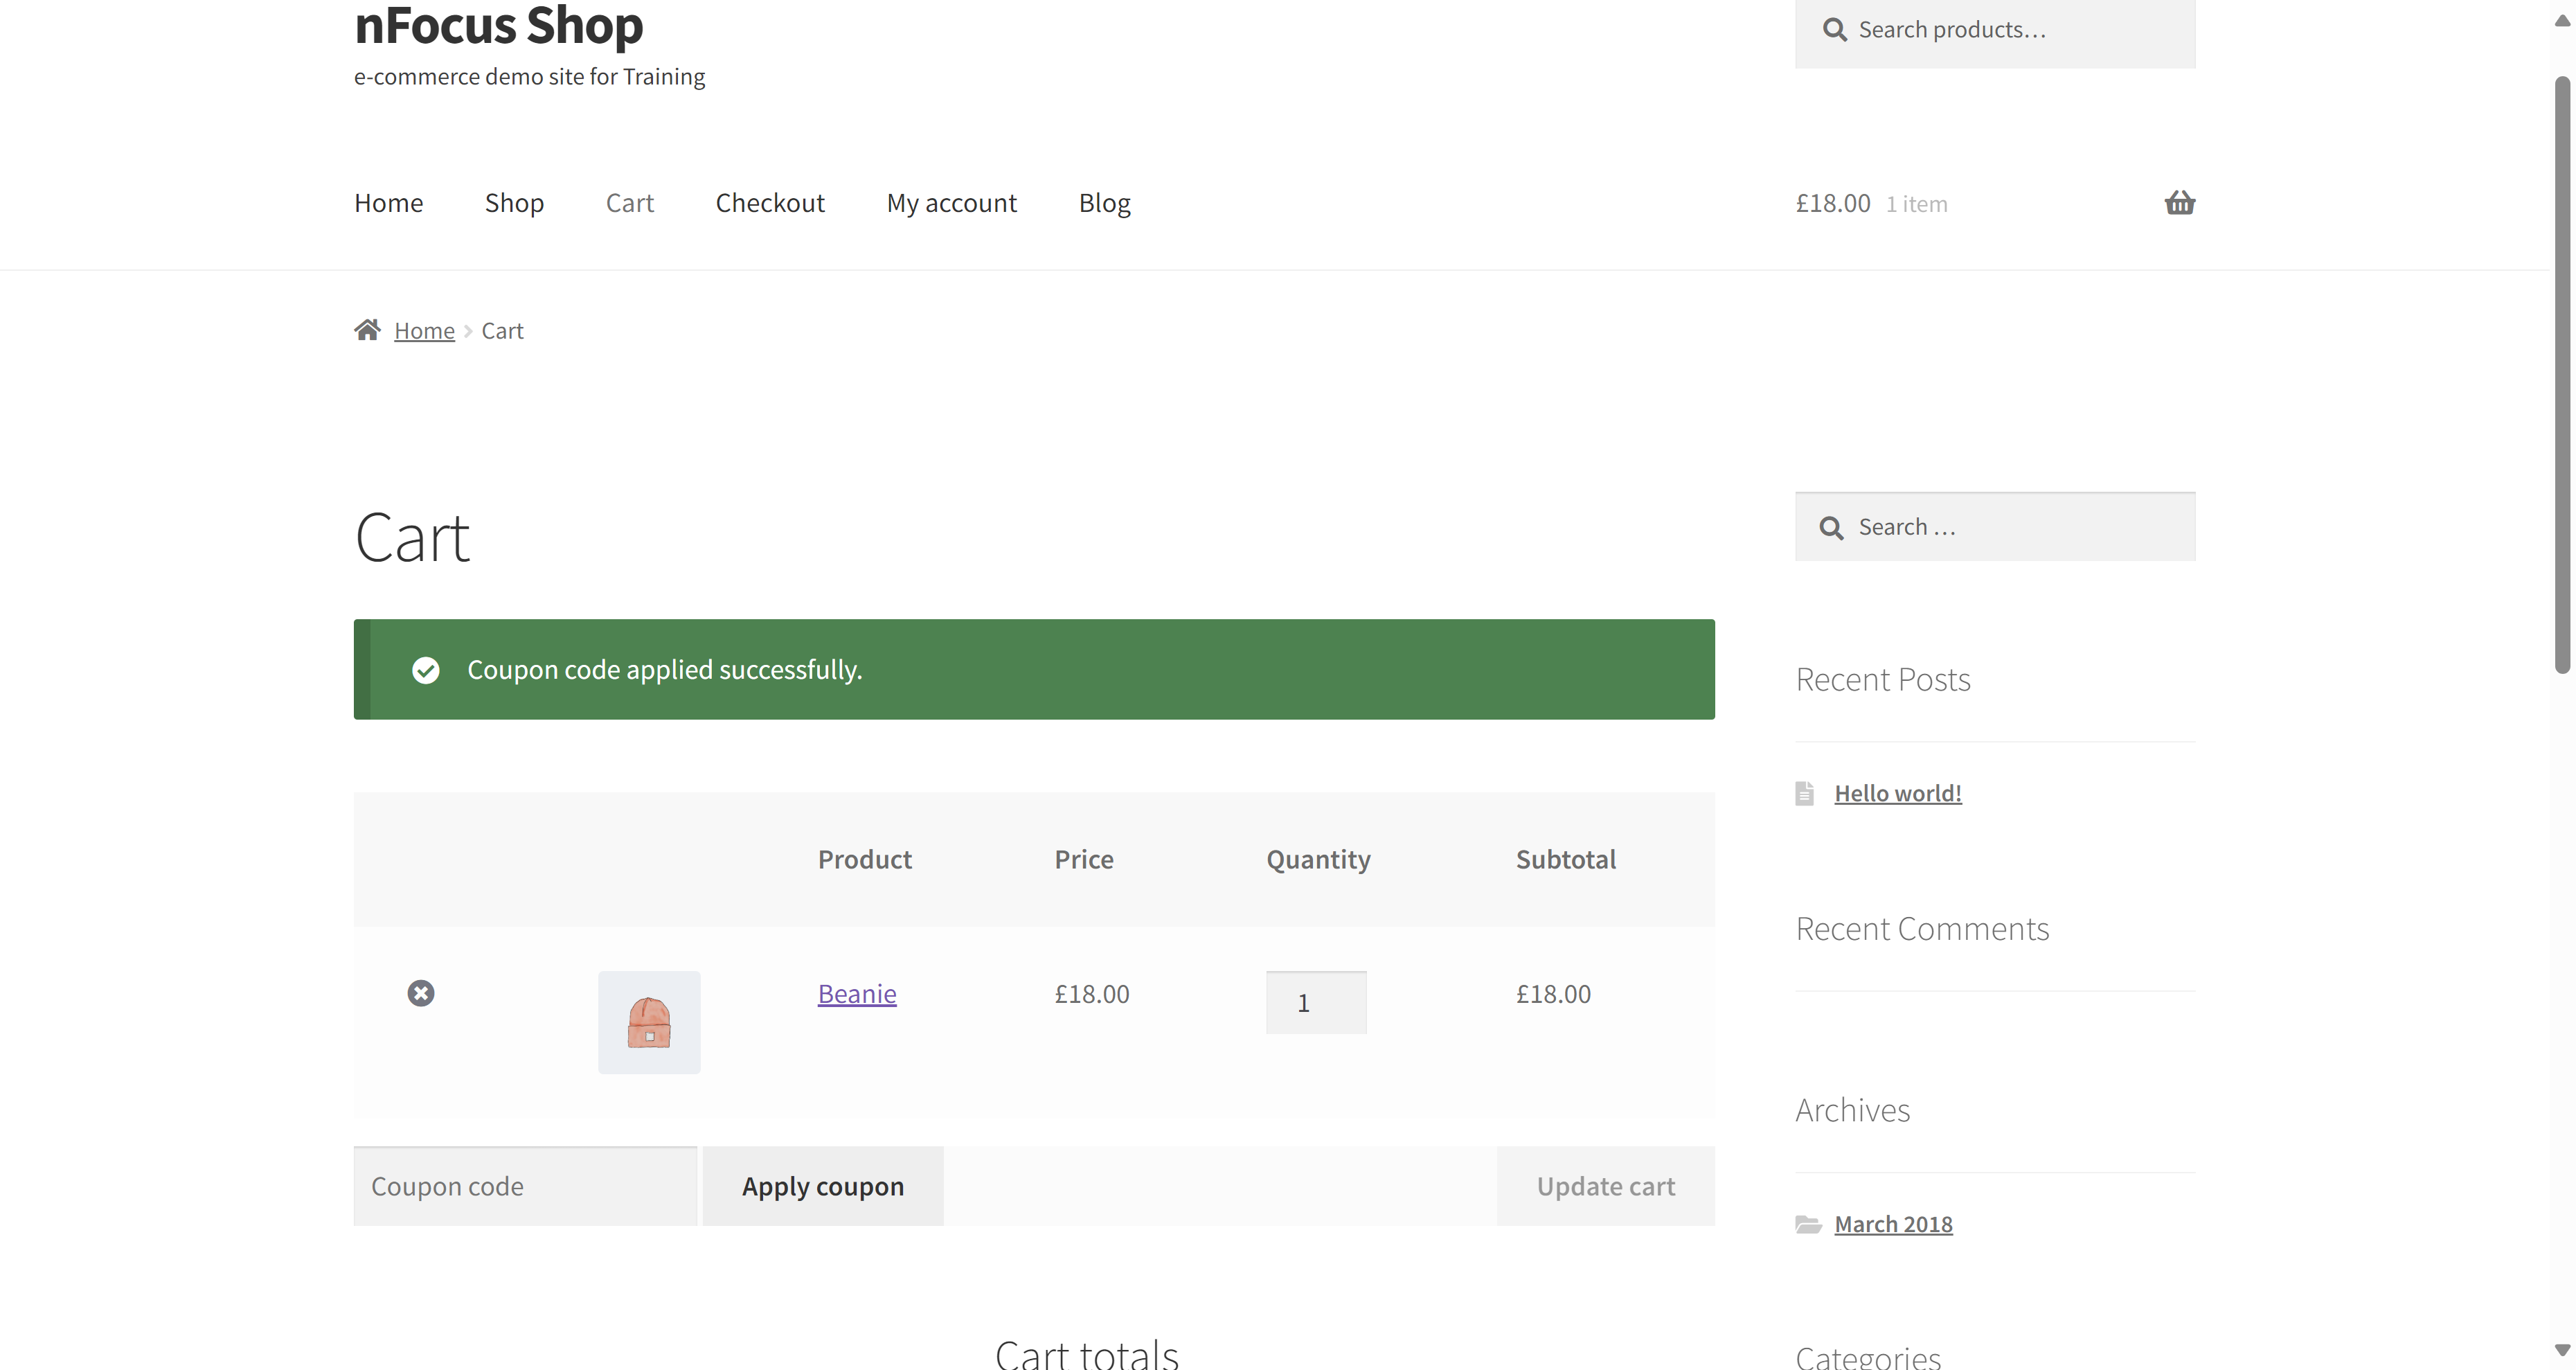 nFocus Shop
e-commerce demo site for Training
Search products…
Home Shop Cart Checkout My account Blog
£18.00 1 item
Home Cart
Cart
Coupon code applied successfully.
Product Price Quantity Subtotal
Beanie £18.00 1 £18.00
Coupon code Apply coupon Update cart
Cart totals
Search …
Recent Posts
Hello world!
Recent Comments
Archives
March 2018
Categories